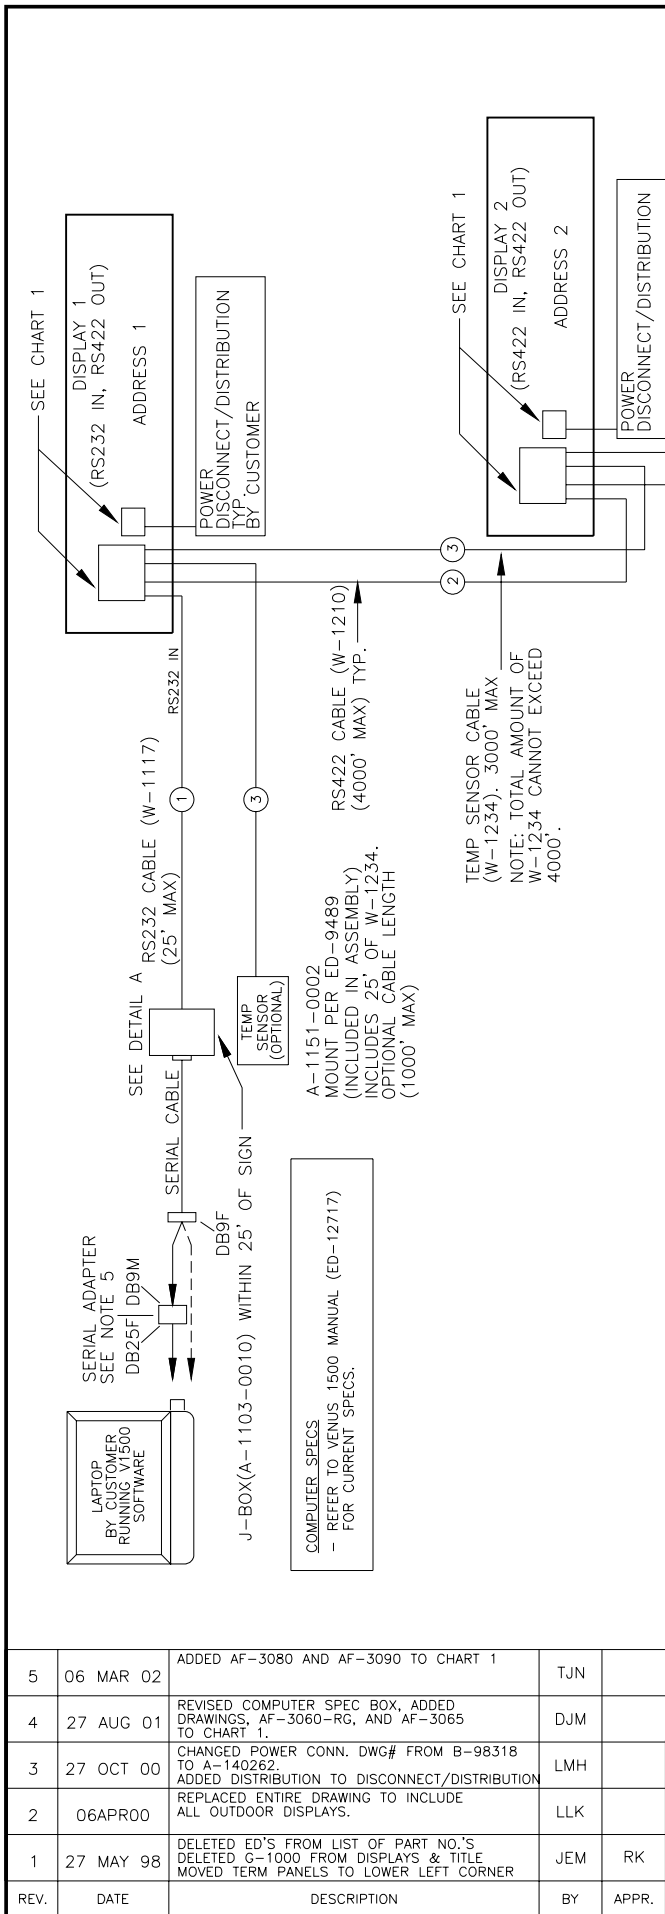 SEE CHART 1
DISPLAY 1
(RS232 IN, RS422 OUT)
ADDRESS 1
POWER
DISCONNECT/DISTRIBUTION
TYP.
BY CUSTOMER
SEE CHART 1
DISPLAY 2
(RS422 IN, RS422 OUT)
ADDRESS 2
POWER
DISCONNECT/DISTRIBUTION
RS232 IN
1
3
2
3
SEE DETAIL A
RS232 CABLE (W-1117)
(25' MAX)
RS422 CABLE (W-1210)
(4000' MAX) TYP.
TEMP SENSOR CABLE
(W-1234). 3000' MAX
NOTE: TOTAL AMOUNT OF
W-1234 CANNOT EXCEED
4000'.
TEMP
SENSOR
(OPTIONAL)
A-1151-0002
MOUNT PER ED-9489
(INCLUDED IN ASSEMBLY)
INCLUDES 25' OF W-1234.
OPTIONAL CABLE LENGTH
(1000' MAX)
SERIAL CABLE
DB9F
SERIAL ADAPTER
SEE NOTE 5
DB25F
DB9M
J-BOX(A-1103-0010) WITHIN 25' OF SIGN
LAPTOP
BY CUSTOMER
RUNNING V1500
SOFTWARE
COMPUTER SPECS
- REFER TO VENUS 1500 MANUAL (ED-12717)
FOR CURRENT SPECS.
5 06 MAR 02 ADDED AF-3080 AND AF-3090 TO CHART 1 TJN
4 27 AUG 01 REVISED COMPUTER SPEC BOX, ADDED
DRAWINGS, AF-3060-RG, AND AF-3065
TO CHART 1. DJM
3 27 OCT 00 CHANGED POWER CONN. DWG# FROM B-98318
TO A-140262.
ADDED DISTRIBUTION TO DISCONNECT/DISTRIBUTION LMH
2 06APR00 REPLACED ENTIRE DRAWING TO INCLUDE
ALL OUTDOOR DISPLAYS. LLK
1 27 MAY 98 DELETED ED'S FROM LIST OF PART NO.'S
DELETED G-1000 FROM DISPLAYS & TITLE
MOVED TERM PANELS TO LOWER LEFT CORNER JEM RK
REV. DATE DESCRIPTION BY APPR.